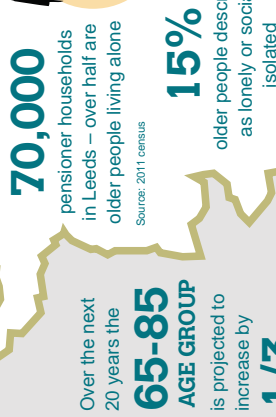 70,000
pensioner households
in Leeds – over half are
older people living alone
Source: 2011 census
15%
older people
as lonely or
isolated
Over the next
20 years the
65-85
AGE GROUP
is projected to
increase by